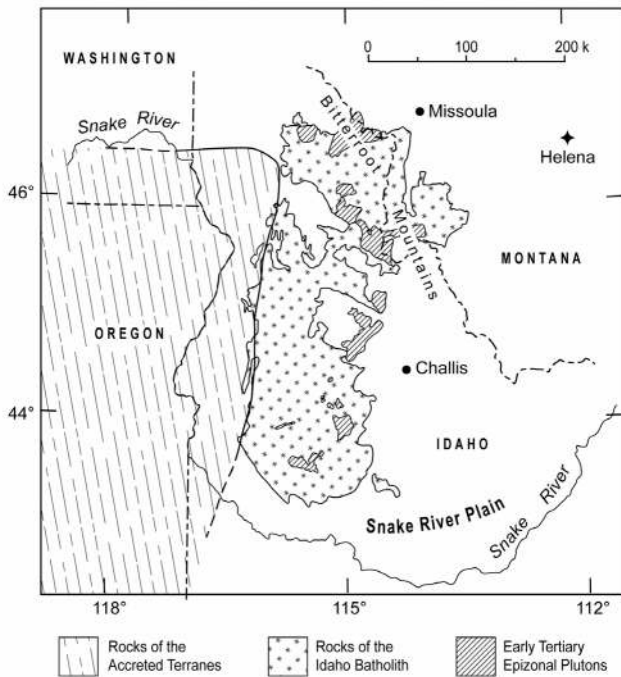 WASHINGTON
0 50 100 200 k
Snake River
Bitterroot
Missoula
Helena
46°
Mountains
MONTANA
OREGON
Challis
44°
IDAHO
Snake River Plain
Snake River
118° 115° 112°
Rocks of the
Accreted Terranes
Rocks of the
Idaho Batholith
Early Tertiary
Epizonal Plutons